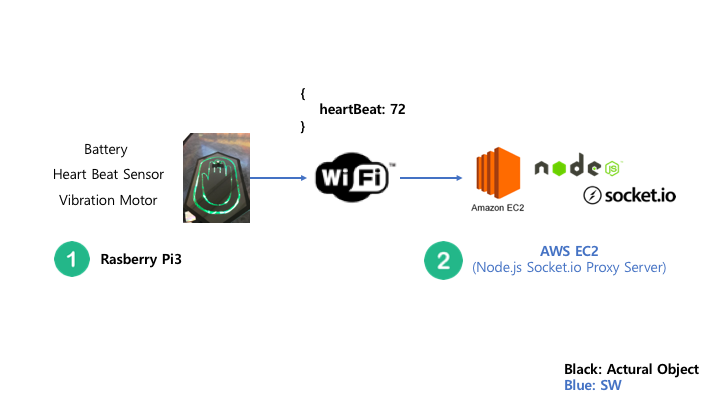 {
heartBeat: 72
}
Battery
Heart Beat Sensor
Vibration Motor
Wi Fi
TM
Amazon EC2
node
JS
socket.io
1
Rasberry Pi3
2
AWS EC2
(Node.js Socket.io Proxy Server)
Black: Actural Object
Blue: SW